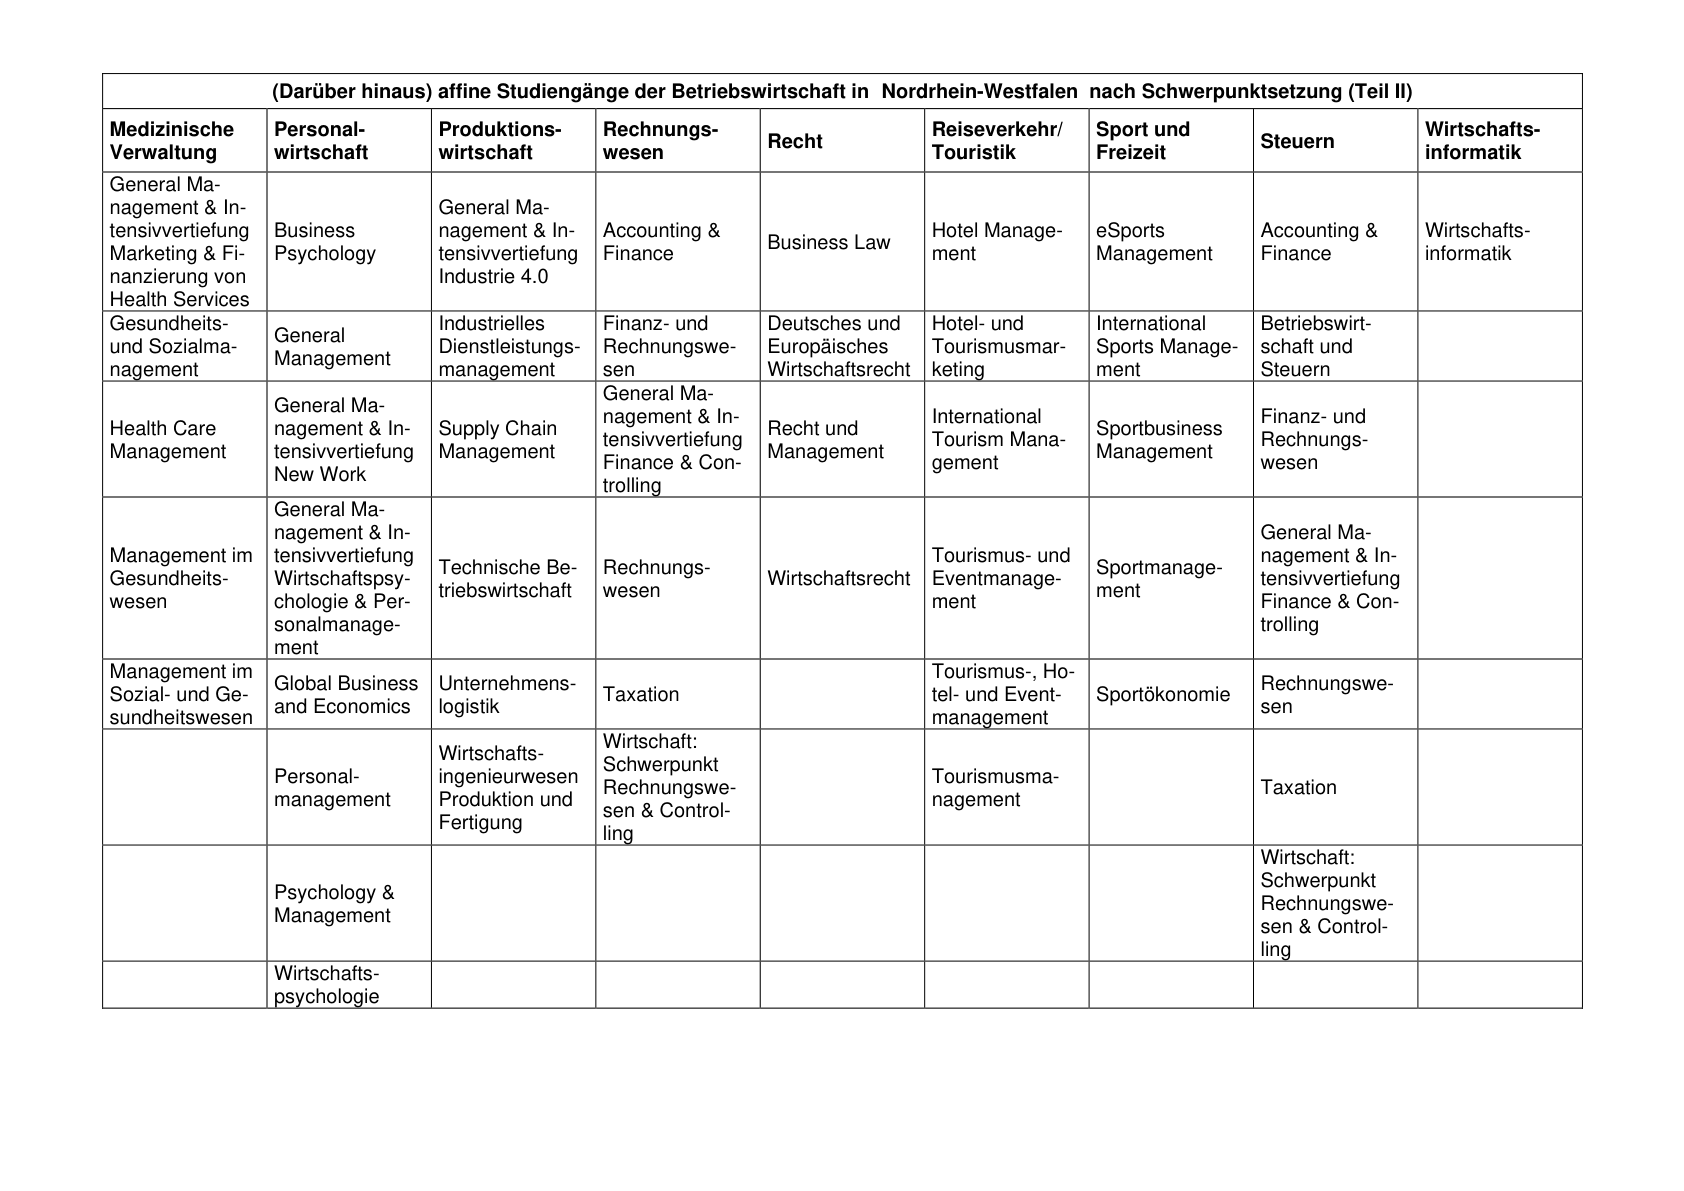 (Darüber hinaus) affine Studiengänge der Betriebswirtschaft in  Nordrhein-Westfalen  nach Schwerpunktsetzung (Teil II)
Medizinische
Verwaltung
Personal-
wirtschaft
Produktions-
wirtschaft
Rechnungs-
wesen
Recht
Reiseverkehr/
Touristik
Sport und
Freizeit
Steuern
Wirtschafts-
informatik
General Ma-
nagement & In-
tensivvertiefung
Marketing & Fi-
nanzierung von
Health Services
Business
Psychology
General Ma-
nagement & In-
tensivvertiefung
Industrie 4.0
Accounting &
Finance
Business Law
Hotel Manage-
ment
eSports
Management
Accounting &
Finance
Wirtschafts-
informatik
Gesundheits-
und Sozialma-
nagement
General
Management
Industrielles
Dienstleistungs-
management
Finanz- und
Rechnungswe-
sen
Deutsches und
Europäisches
Wirtschaftsrecht
Hotel- und
Tourismusmar-
keting
International
Sports Manage-
ment
Betriebswirt-
schaft und
Steuern
Health Care
Management
General Ma-
nagement & In-
tensivvertiefung
New Work
Supply Chain
Management
General Ma-
nagement & In-
tensivvertiefung
Finance & Con-
trolling
Recht und
Management
International
Tourism Mana-
gement
Sportbusiness
Management
Finanz- und
Rechnungs-
wesen
Management im
Gesundheits-
wesen
General Ma-
nagement & In-
tensivvertiefung
Wirtschaftspsy-
chologie & Per-
sonalmanage-
ment
Technische Be-
triebswirtschaft
Rechnungs-
wesen
Wirtschaftsrecht
Tourismus- und
Eventmanage-
ment
Sportmanage-
ment
General Ma-
nagement & In-
tensivvertiefung
Finance & Con-
trolling
Management im
Sozial- und Ge-
sundheitswesen
Global Business
and Economics
Unternehmens-
logistik
Taxation
Tourismus-, Ho-
tel- und Event-
management
Sportökonomie
Rechnungswe-
sen
Personal-
management
Wirtschafts-
ingenieurwesen
Produktion und
Fertigung
Wirtschaft:
Schwerpunkt
Rechnungswe-
sen & Control-
ling
Tourismusma-
nagement
Taxation
Psychology &
Management
Wirtschaft:
Schwerpunkt
Rechnungswe-
sen & Control-
ling
Wirtschafts-
psychologie